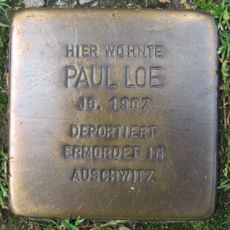 HIER WOHNTE
PAUL LOE
JG. 1907
DEPORTIERT
ERMORDET IN
AUSCHWITZ